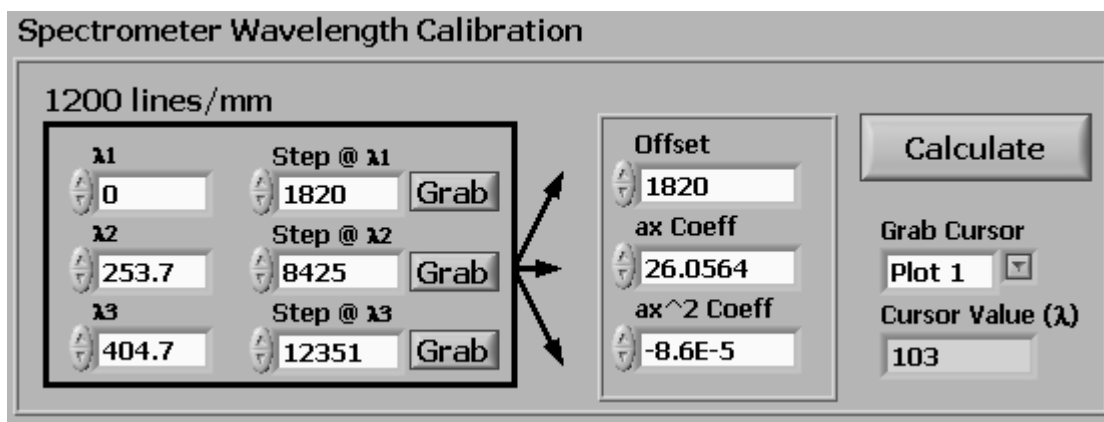 Spectrometer Wavelength Calibration
1200 lines/mm
λ1 Step @ λ1
0 1820 Grab
λ2 Step @ λ2
253.7 8425 Grab
λ3 Step @ λ3
404.7 12351 Grab
Offset
1820
ax Coeff
26.0564
ax^2 Coeff
-8.6E-5
Calculate
Grab Cursor
Plot 1
Cursor Value (λ)
103